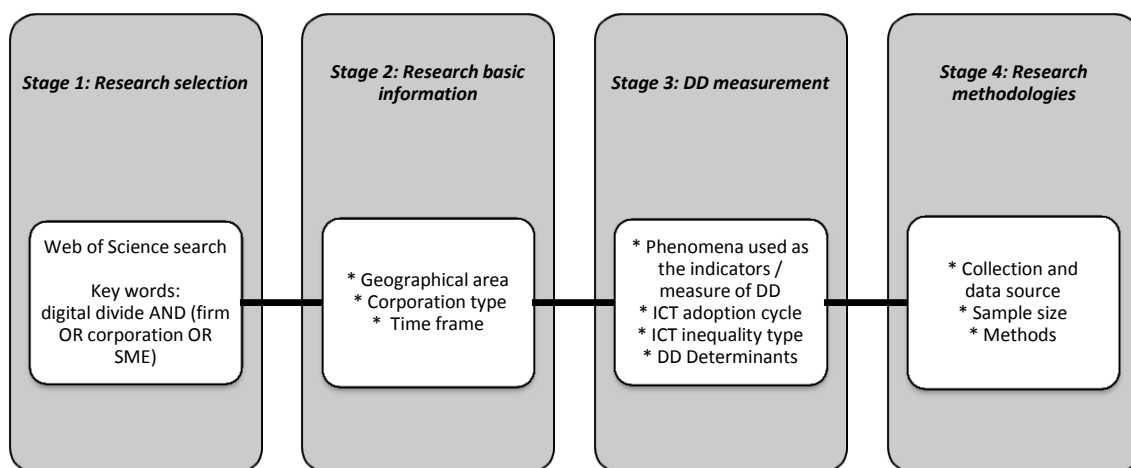 Stage 1: Research selection
Web of Science search
Key words:
digital divide AND (firm
OR corporation OR
SME)
Stage 2: Research basic
information
* Geographical area
* Corporation type
* Time frame
Stage 3: DD measurement
* Phenomena used as
the indicators /
measure of DD
* ICT adoption cycle
* ICT inequality type
* DD Determinants
Stage 4: Research
methodologies
* Collection and
data source
* Sample size
* Methods